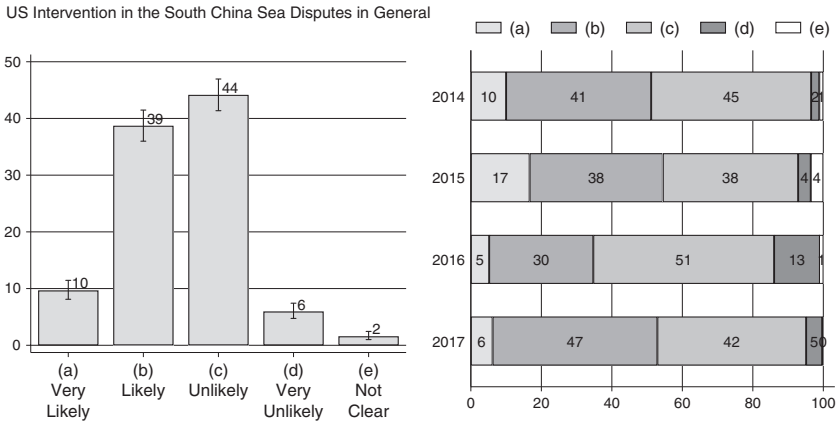 US Intervention in the South China Sea Disputes in General
50
40
30
20
10
0
10
39
44
6
2
(a) Very Likely
(b) Likely
(c) Unlikely
(d) Very Unlikely
(e) Not Clear
(a) (b) (c) (d) (e)
2014 10 41 45 2 1
2015 17 38 38 4 4
2016 5 30 51 13 1
2017 6 47 42 5 0
0 20 40 60 80 100